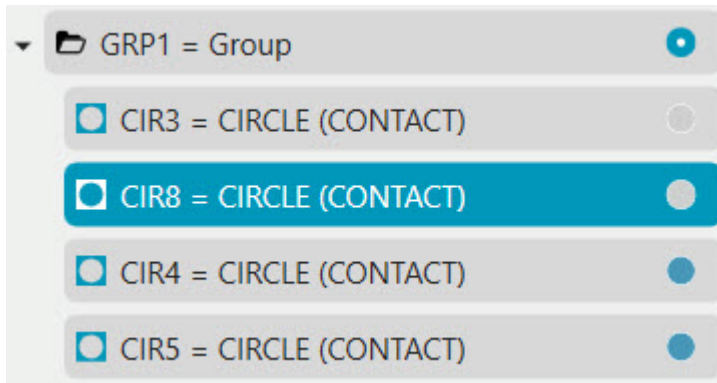 GRP1 = Group
CIR3 = CIRCLE (CONTACT)
CIR8 = CIRCLE (CONTACT)
CIR4 = CIRCLE (CONTACT)
CIR5 = CIRCLE (CONTACT)